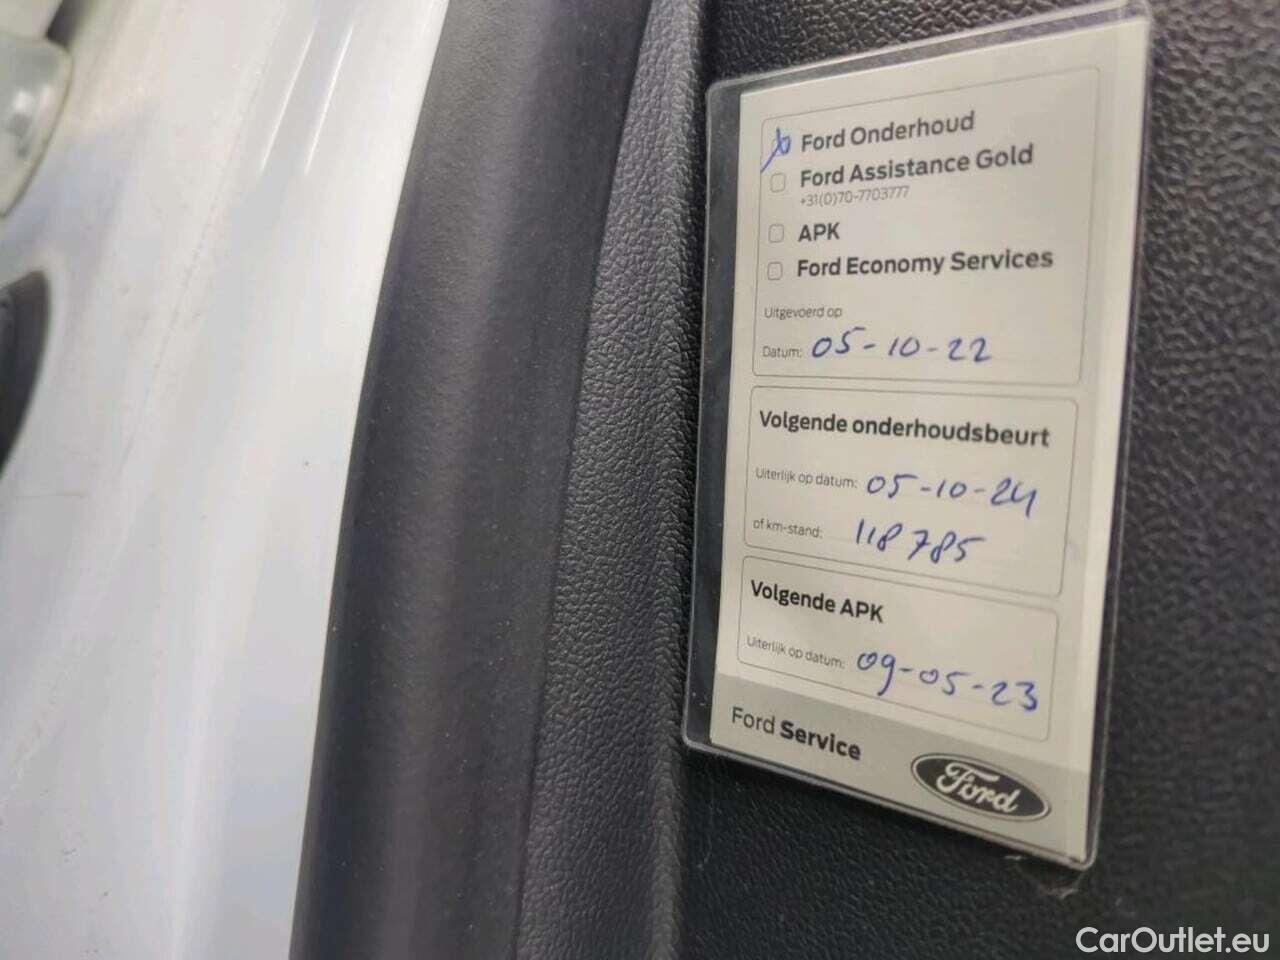 Ford Onderhoud
Ford Assistance Gold
+31(0)70-7703777
APK
Ford Economy Services
Uitgevoerd op
Datum: 05-10-22
Volgende onderhoudsbeurt
Uiterlijk op datum: 05-10-24
of km-stand: 118785
Volgende APK
Uiterlijk op datum: 09-05-23
Ford Service
Ford
CarOutlet.eu